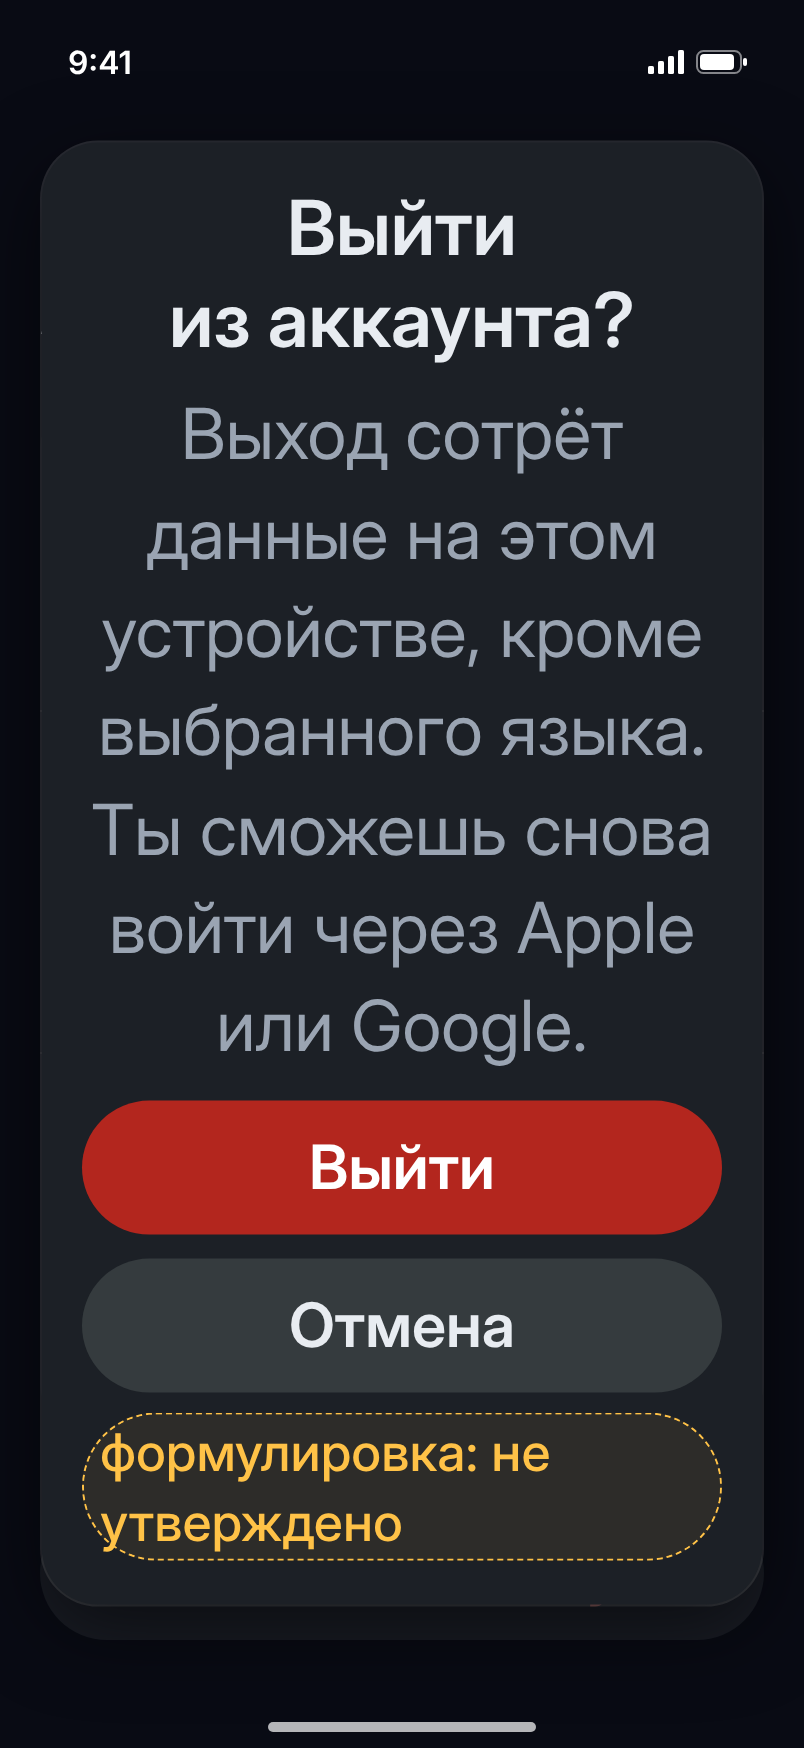 9:41
Выйти
из аккаунта?
Выход сотрёт
данные на этом
устройстве, кроме
выбранного языка.
Ты сможешь снова
войти через Apple
или Google.
Выйти
Отмена
формулировка: не
утверждено